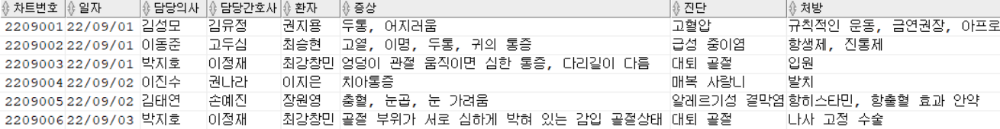 차트번호 일자 담당의사 담당간호사 환자 증상 진단 처방
2209001 22/09/01 김성모 김유정 권지용 두통, 어지러움 고혈압 규칙적인 운동, 금연권장, 아프로
2209002 22/09/01 이동준 고두심 최승현 고열, 이명, 두통, 귀의 통증 급성 중이염 항생제, 진통제
2209003 22/09/01 박지호 이정재 최강창민 엉덩이 관절 움직이면 심한 통증, 다리길이 다름 대퇴 골절 입원
2209004 22/09/02 이진수 권나라 이지은 치아통증 매복 사랑니 발치
2209005 22/09/02 김태연 손예진 장원영 충혈, 눈곱, 눈 가려움 알레르기성 결막염 항히스타민, 항출혈 효과 안약
2209006 22/09/03 박지호 이정재 최강창민 골절 부위가 서로 심하게 박혀 있는 감입 골절상태 대퇴 골절 나사 고정 수술